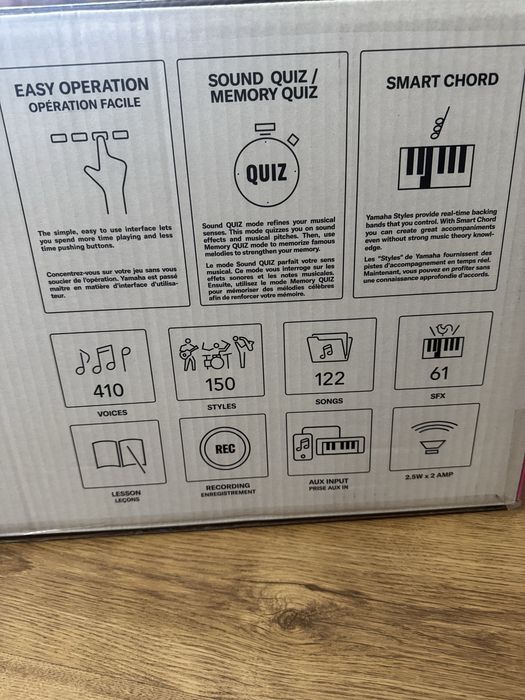 EASY OPERATION
OPÉRATION FACILE
The simple, easy to use interface lets
you spend more time playing and less
time pushing buttons.
Concentrez-vous sur votre jeu sans vous
soucier de l'opération, Yamaha est passé
maître en matière d'interface d'utilisa-
teur.
SOUND QUIZ /
MEMORY QUIZ
QUIZ
Sound QUIZ mode refines your musical
senses. This mode quizzes you on sound
effects and musical pitches. Then, use
Memory QUIZ mode to memorize famous
melodies to strengthen your memory.
Le mode Sound QUIZ parfait votre sens
musical. Ce mode vous interroge sur les
effets sonores et les notes musicales.
Ensuite, utilisez le mode Memory QUIZ
pour mémoriser des mélodies célèbres
afin de renforcer votre mémoire.
SMART CHORD
Yamaha Styles provide real-time backing
bands that you control. With Smart Chord
you can create great accompaniments
even without strong music theory knowl-
edge.
Les "Styles" de Yamaha fournissent des
pistes d'accompagnement en temps réel.
Maintenant, vous pouvez en profiter sans
une connaissance approfondie d'accords.
410
VOICES
150
STYLES
122
SONGS
61
SFX
LESSON
LEÇONS
REC
RECORDING
ENREGISTREMENT
AUX INPUT
PRISE AUX IN
2.5W x 2 AMP